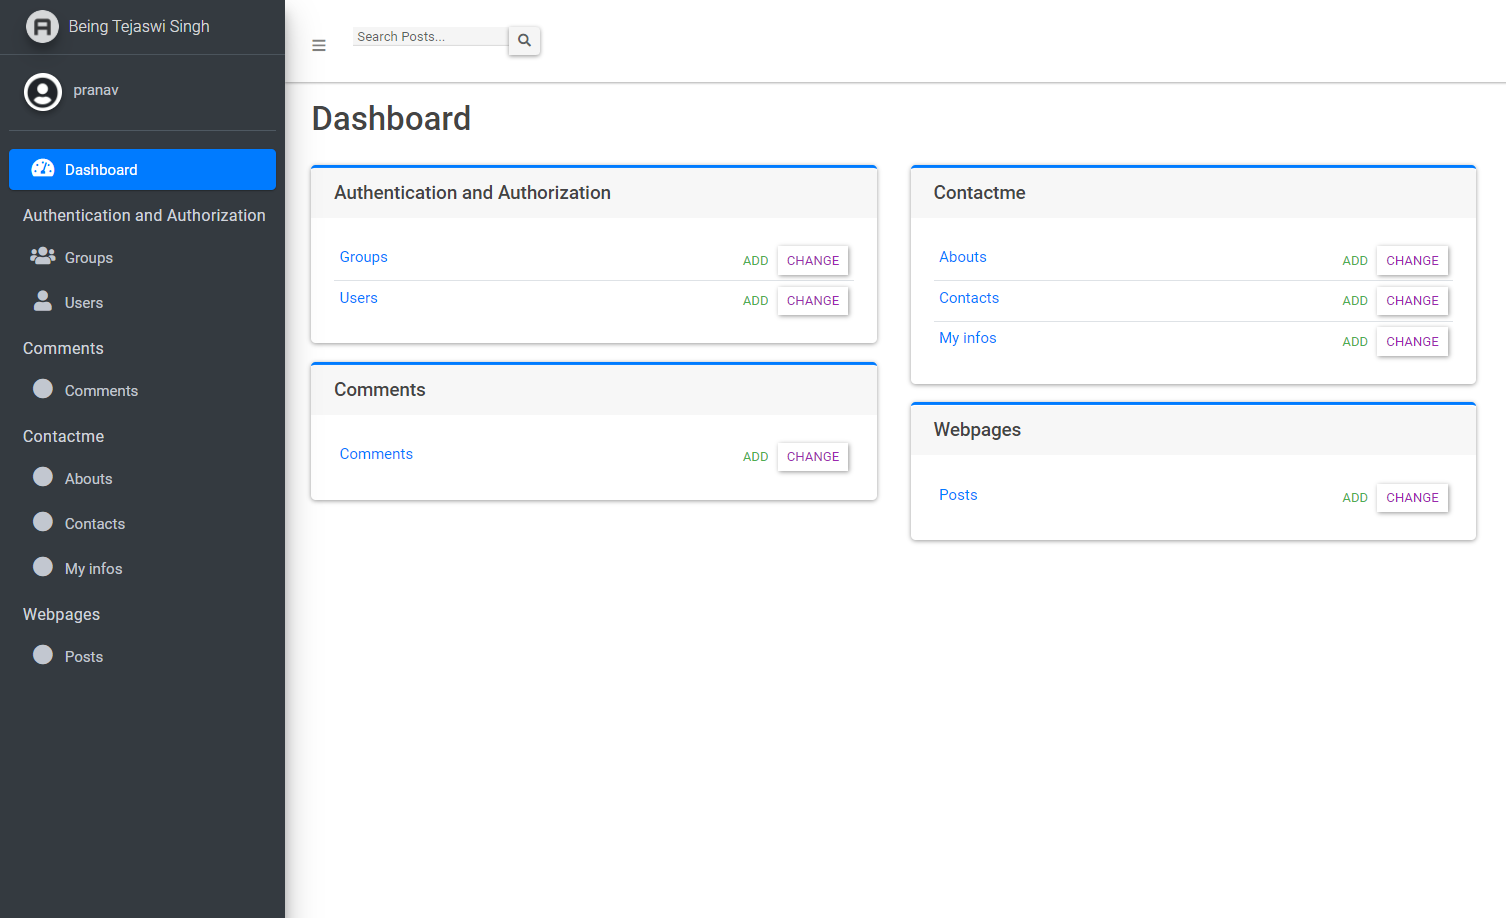 Being Tejaswi Singh
pranav
Dashboard
Authentication and Authorization
Groups
Users
Comments
Comments
Contactme
Abouts
Contacts
My infos
Webpages
Posts
Search Posts...
Dashboard
Authentication and Authorization
Groups ADD CHANGE
Users ADD CHANGE
Comments
Comments ADD CHANGE
Contactme
Abouts ADD CHANGE
Contacts ADD CHANGE
My infos ADD CHANGE
Webpages
Posts ADD CHANGE